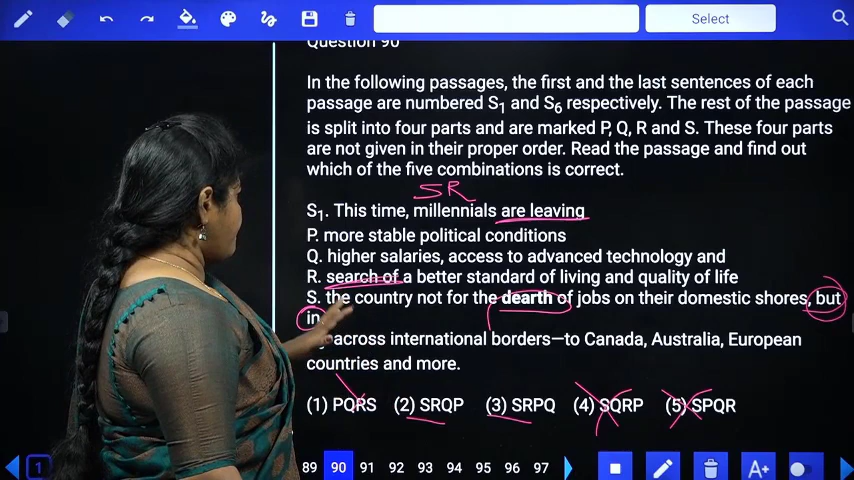 Select
Question 90
In the following passages, the first and the last sentences of each
passage are numbered S1 and S6 respectively. The rest of the passage
is split into four parts and are marked P, Q, R and S. These four parts
are not given in their proper order. Read the passage and find out
which of the five combinations is correct.
SR
S1. This time, millennials are leaving
P. more stable political conditions
Q. higher salaries, access to advanced technology and
R. search of a better standard of living and quality of life
S. the country not for the dearth of jobs on their domestic shores, but
in
across international borders—to Canada, Australia, European
countries and more.
(1) PQRS (2) SRQP (3) SRPQ (4) SQRP (5) SPQR
1 89 90 91 92 93 94 95 96 97 A+